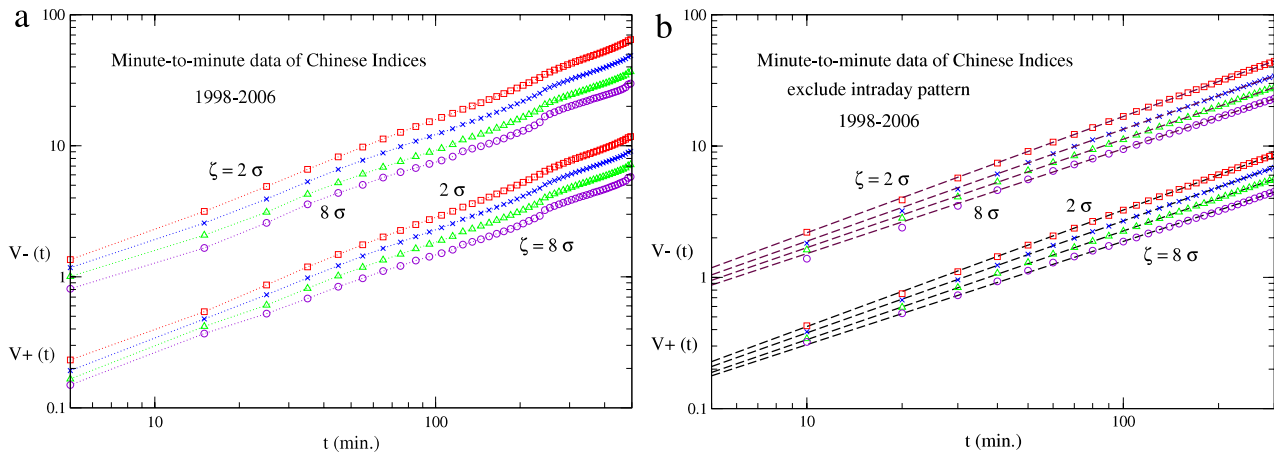 a
100
Minute-to-minute data of Chinese Indices
1998-2006
10
ζ = 2 σ
8 σ
2 σ
V- (t)
1
ζ = 8 σ
V+ (t)
0.1
10
100
t (min.)
b
100
Minute-to-minute data of Chinese Indices
exclude intraday pattern
1998-2006
10
ζ = 2 σ
8 σ
2 σ
V- (t)
1
ζ = 8 σ
V+ (t)
0.1
10
100
t (min.)